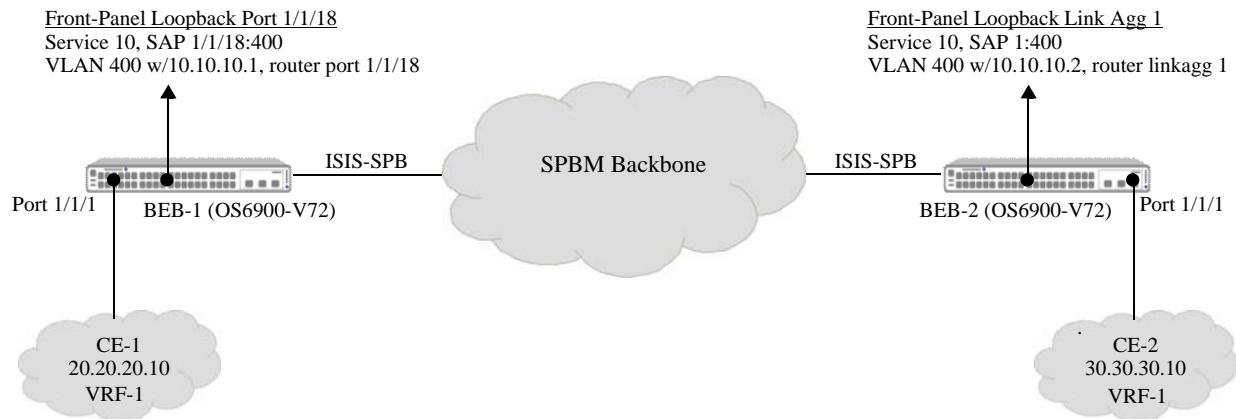 Front-Panel Loopback Port 1/1/18
Service 10, SAP 1/1/18:400
VLAN 400 w/10.10.10.1, router port 1/1/18
Front-Panel Loopback Link Agg 1
Service 10, SAP 1:400
VLAN 400 w/10.10.10.2, router linkagg 1
ISIS-SPB
SPBM Backbone
ISIS-SPB
Port 1/1/1
BEB-1 (OS6900-V72)
BEB-2 (OS6900-V72)
Port 1/1/1
CE-1
20.20.20.10
VRF-1
.
CE-2
30.30.30.10
VRF-1